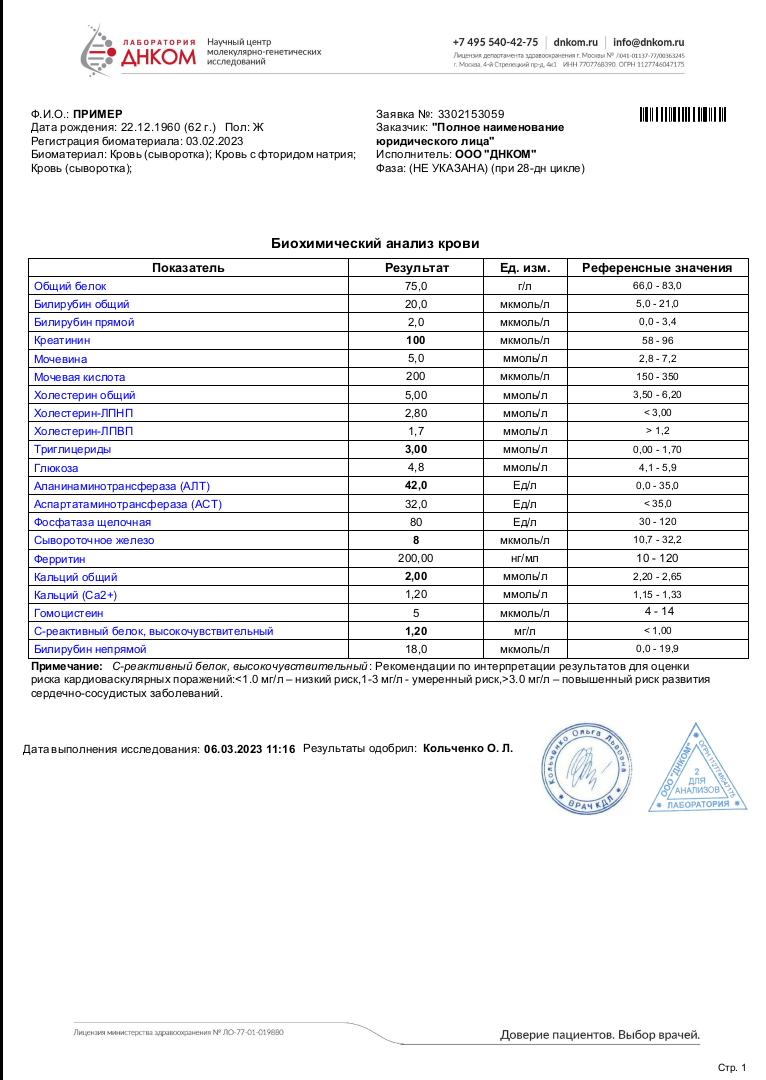 ЛАБОРАТОРИЯ
ДНКОМ
Научный центр
молекулярно-генетических
исследований
+7 495 540-42-75 | dnkom.ru | info@dnkom.ru
Лицензия департамента здравоохранения г. Москвы № Л041-01137-77/00363245
г. Москва, 4-й Стрелецкий пр-д, 4к1 ИНН 7707768390 ОГРН 1127746047175
Ф.И.О.: ПРИМЕР
Дата рождения: 22.12.1960 (62 г.) Пол: Ж
Регистрация биоматериала: 03.02.2023
Биоматериал: Кровь (сыворотка); Кровь с фторидом натрия;
Кровь (сыворотка);
Заявка №: 3302153059
Заказчик: "Полное наименование
юридического лица"
Исполнитель: ООО "ДНКОМ"
Фаза: (НЕ УКАЗАНА) (при 28-дн цикле)
Биохимический анализ крови
Показатель Результат Ед. изм. Референсные значения
Общий белок 75,0 г/л 66,0 - 83,0
Билирубин общий 20,0 мкмоль/л 5,0 - 21,0
Билирубин прямой 2,0 мкмоль/л 0,0 - 3,4
Креатинин 100 мкмоль/л 58 - 96
Мочевина 5,0 ммоль/л 2,8 - 7,2
Мочевая кислота 200 мкмоль/л 150 - 350
Холестерин общий 5,00 ммоль/л 3,50 - 6,20
Холестерин-ЛПНП 2,80 ммоль/л < 3,00
Холестерин-ЛПВП 1,7 ммоль/л > 1,2
Триглицериды 3,00 ммоль/л 0,00 - 1,70
Глюкоза 4,8 ммоль/л 4,1 - 5,9
Аланинаминотрансфераза (АЛТ) 42,0 Ед/л 0,0 - 35,0
Аспартатаминотрансфераза (АСТ) 32,0 Ед/л < 35,0
Фосфатаза щелочная 80 Ед/л 30 - 120
Сывороточное железо 8 мкмоль/л 10,7 - 32,2
Ферритин 200,00 нг/мл 10 - 120
Кальций общий 2,00 ммоль/л 2,20 - 2,65
Кальций (Са2+) 1,20 ммоль/л 1,15 - 1,33
Гомоцистеин 5 мкмоль/л 4 - 14
С-реактивный белок, высокочувствительный 1,20 мг/л < 1,00
Билирубин непрямой 18,0 мкмоль/л 0,0 - 19,9
Примечание: С-реактивный белок, высокочувствительный: Рекомендации по интерпретации результатов для оценки
риска кардиоваскулярных поражений:<1.0 мг/л – низкий риск,1-3 мг/л - умеренный риск,>3.0 мг/л – повышенный риск развития
сердечно-сосудистых заболеваний.
Дата выполнения исследования: 06.03.2023 11:16 Результаты одобрил: Кольченко О. Л.
Кольченко Ольга Львовна
* ВРАЧ КДЛ *
ООО "ДНКОМ" * ОГРН 1127746047175
2
ДЛЯ
АНАЛИЗОВ
* ЛАБОРАТОРИЯ *
Лицензия министерства здравоохранения № ЛО-77-01-019880
Доверие пациентов. Выбор врачей.
Стр. 1